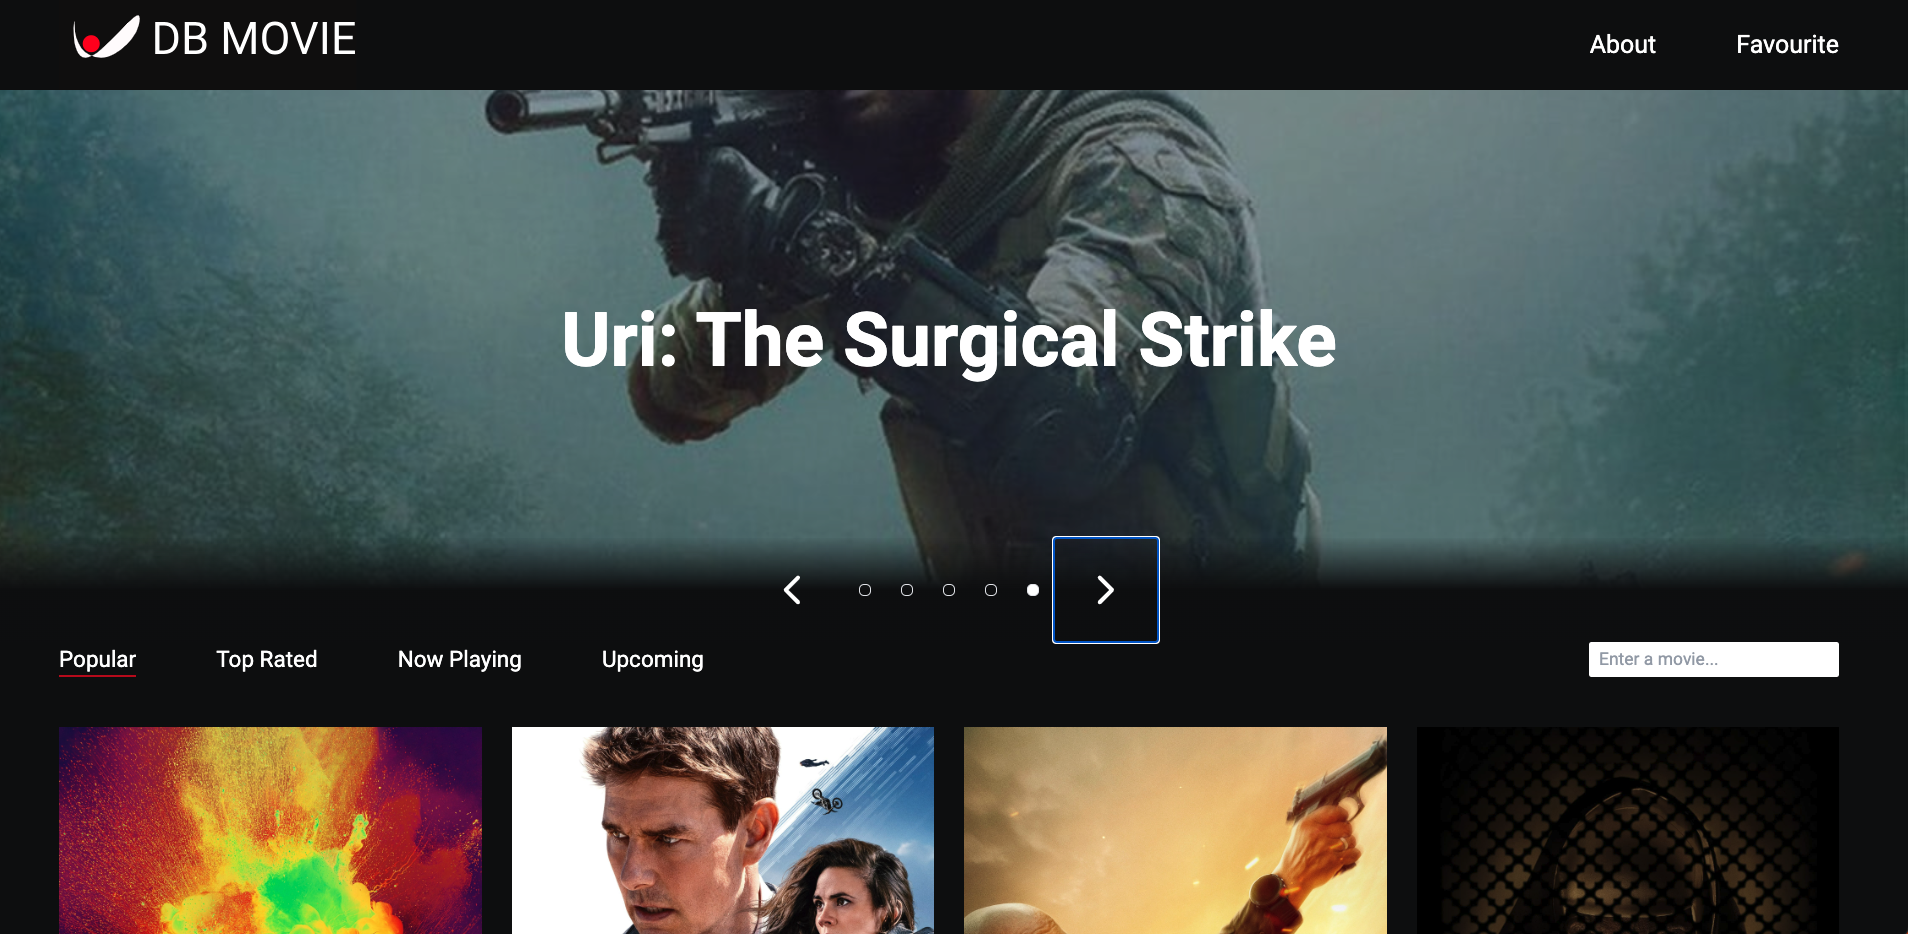 DB MOVIE
About
Favourite
Uri: The Surgical Strike
Popular
Top Rated
Now Playing
Upcoming
Enter a movie...